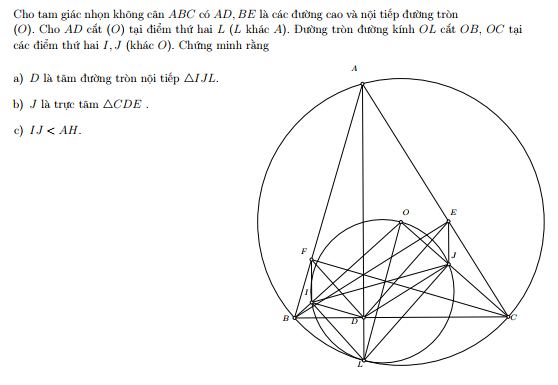 Cho tam giác nhọn không cân ABC có AD, BE là các đường cao và nội tiếp đường tròn
(O). Cho AD cắt (O) tại điểm thứ hai L (L khác A). Đường tròn đường kính OL cắt OB, OC tại
các điểm thứ hai I, J (khác O). Chứng minh rằng
a) D là tâm đường tròn nội tiếp △IJL.
b) J là trực tâm △CDE .
c) IJ < AH.
A
O
E
F
J
I
B
D
C
L